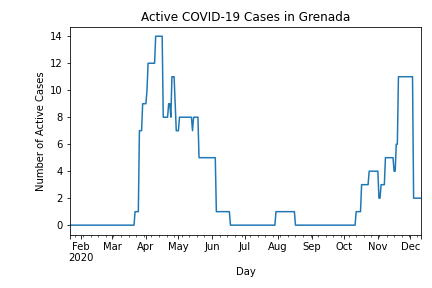 Active COVID-19 Cases in Grenada
Number of Active Cases
14
12
10
8
6
4
2
0
Feb Mar Apr May Jun Jul Aug Sep Oct Nov Dec
2020
Day